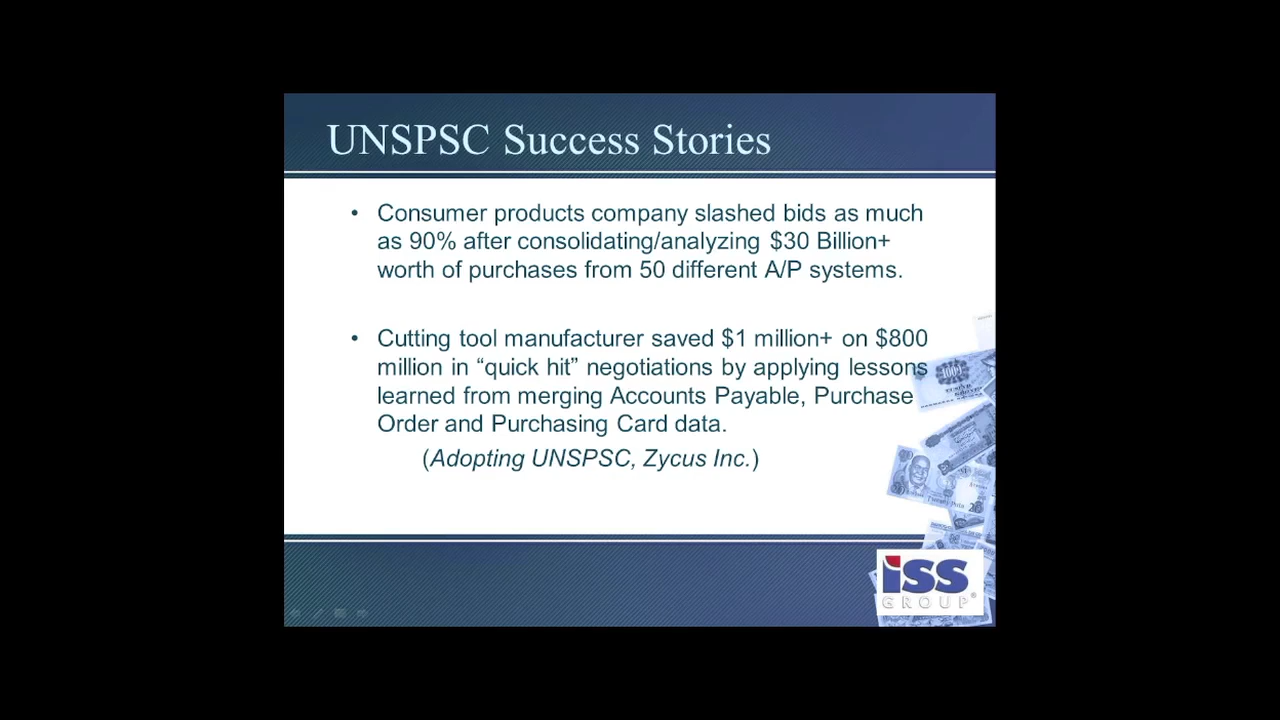 UNSPSC Success Stories
• Consumer products company slashed bids as much
as 90% after consolidating/analyzing $30 Billion+
worth of purchases from 50 different A/P systems.
• Cutting tool manufacturer saved $1 million+ on $800
million in “quick hit” negotiations by applying lessons
learned from merging Accounts Payable, Purchase
Order and Purchasing Card data.
(Adopting UNSPSC, Zycus Inc.)
iSS
GROUP®